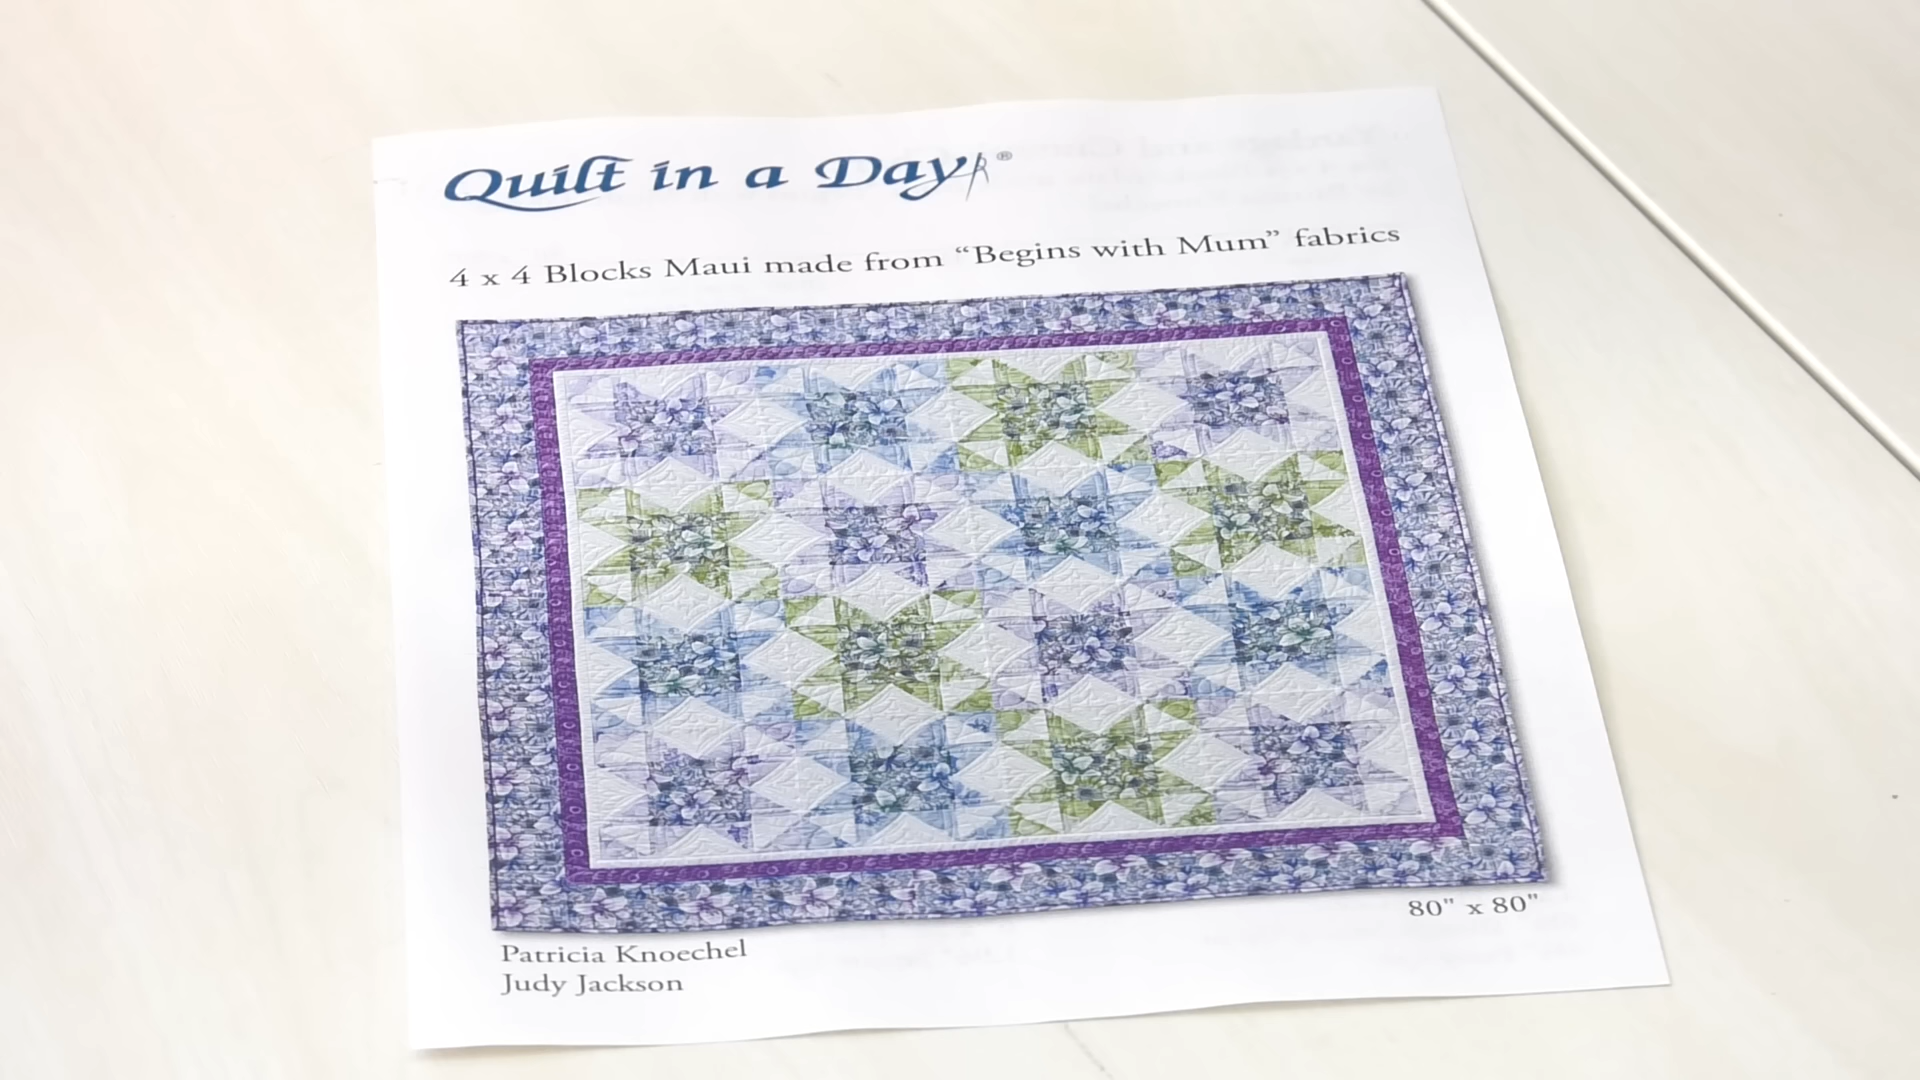 Quilt in a Day®
4 x 4 Blocks Maui made from “Begins with Mum” fabrics
80" x 80"
Patricia Knoechel
Judy Jackson